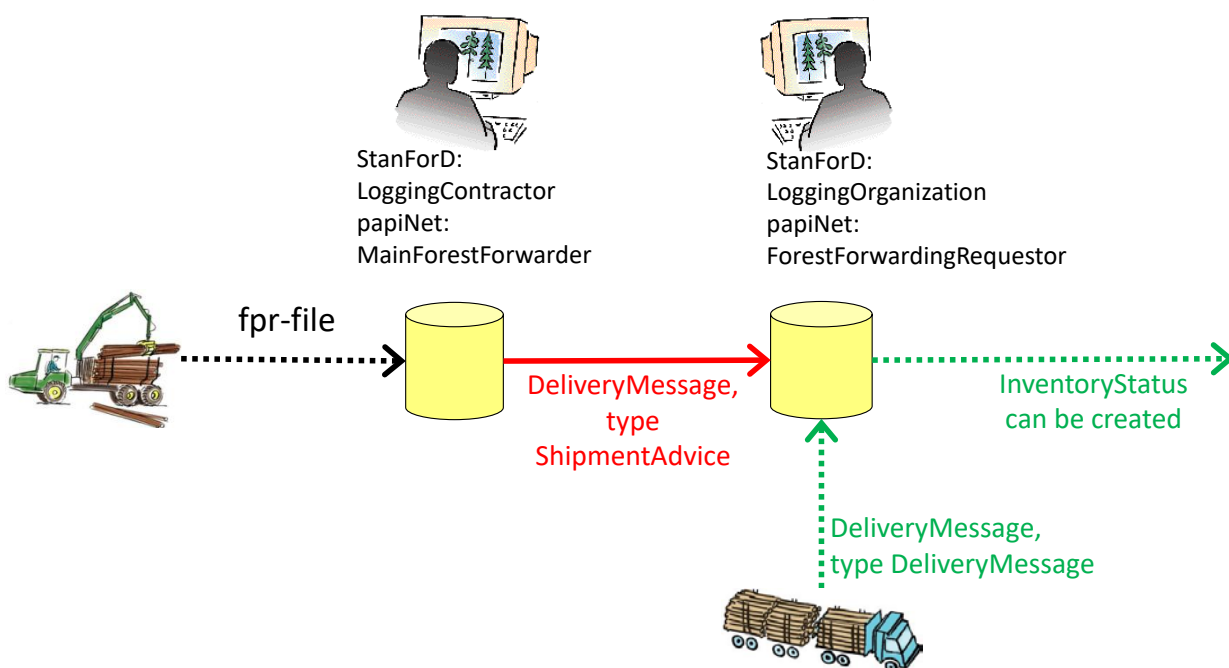 StanForD:
LoggingContractor
papiNet:
MainForestForwarder
StanForD:
LoggingOrganization
papiNet:
ForestForwardingRequestor
fpr-file
DeliveryMessage,
type
ShipmentAdvice
InventoryStatus
can be created
DeliveryMessage,
type DeliveryMessage